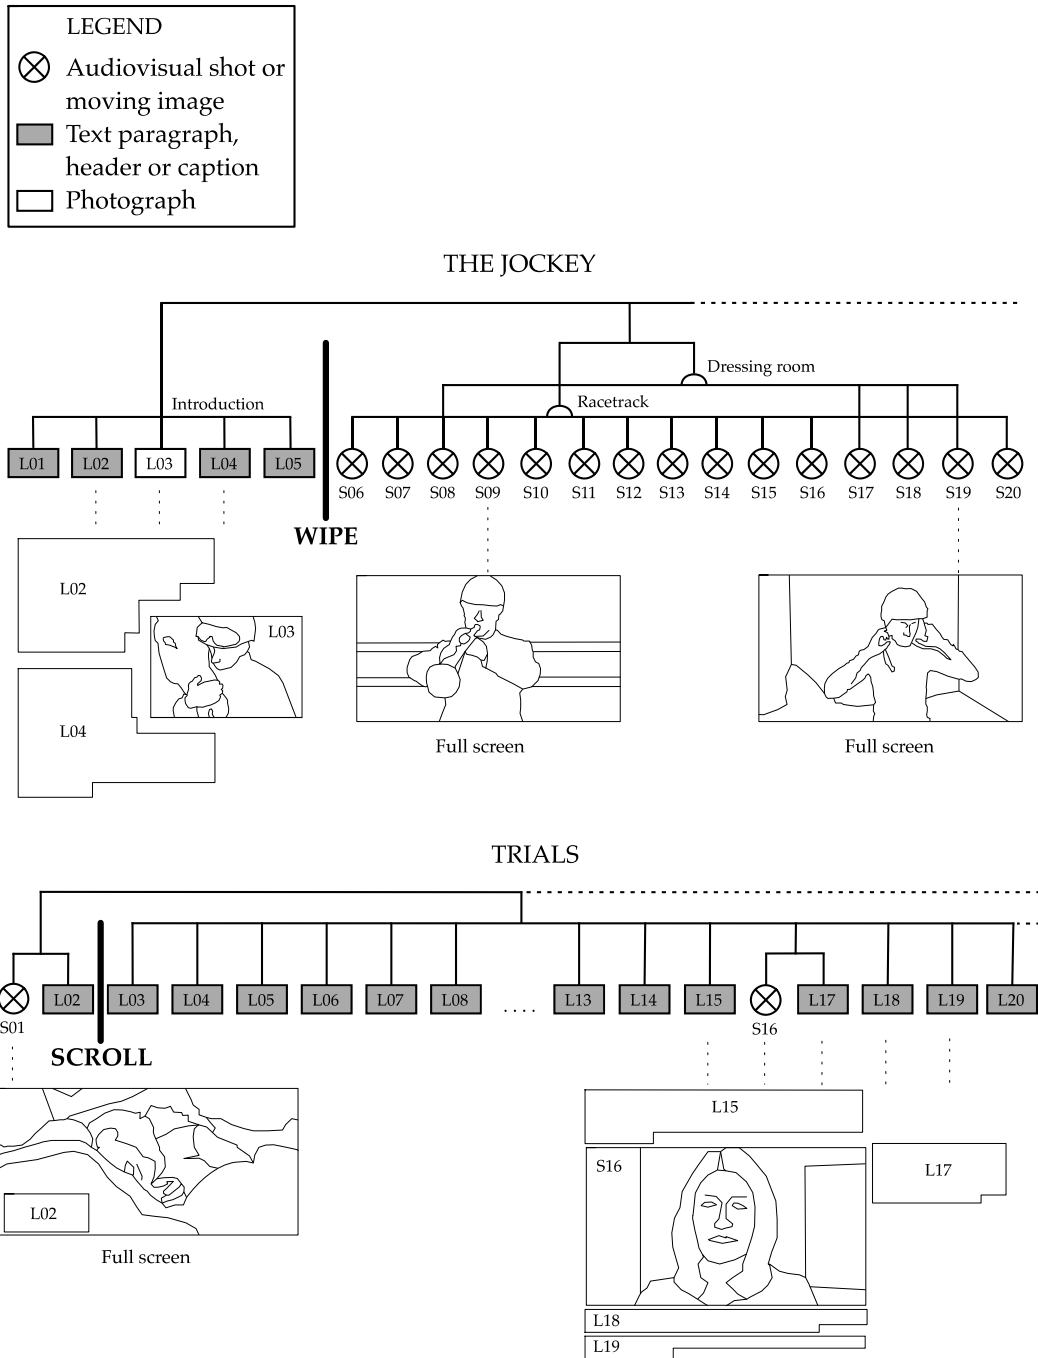 LEGEND
Audiovisual shot or
moving image
Text paragraph,
header or caption
Photograph
THE JOCKEY
Dressing room
Introduction
Racetrack
L01 L02 L03 L04 L05
S06 S07 S08 S09 S10 S11 S12 S13 S14 S15 S16 S17 S18 S19 S20
WIPE
L02
L03
L04
Full screen
Full screen
TRIALS
L02 L03 L04 L05 L06 L07 L08 .... L13 L14 L15 L17 L18 L19 L20
S01
S16
SCROLL
L15
S16
L17
L02
Full screen
L18
L19